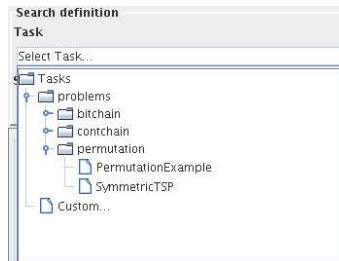 Search definition
Task
Select Task...
Tasks
problems
bitchain
contchain
permutation
PermutationExample
SymmetricTSP
Custom...